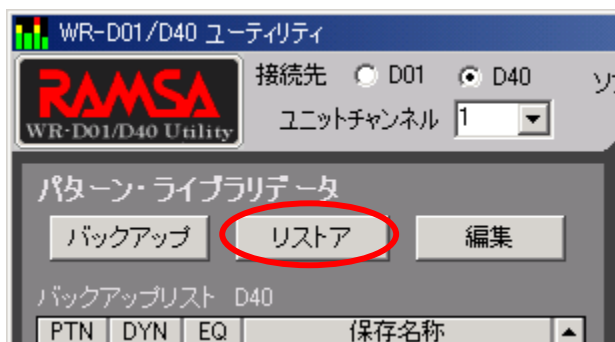 WR-D01/D40 ユーティリティ
RAMSA
WR-D01/D40 Utility
接続先 D01 D40
ユニットチャンネル 1
パターン・ライブラリデータ
バックアップ リストア 編集
バックアップリスト D40
PTN DYN EQ 保存名称